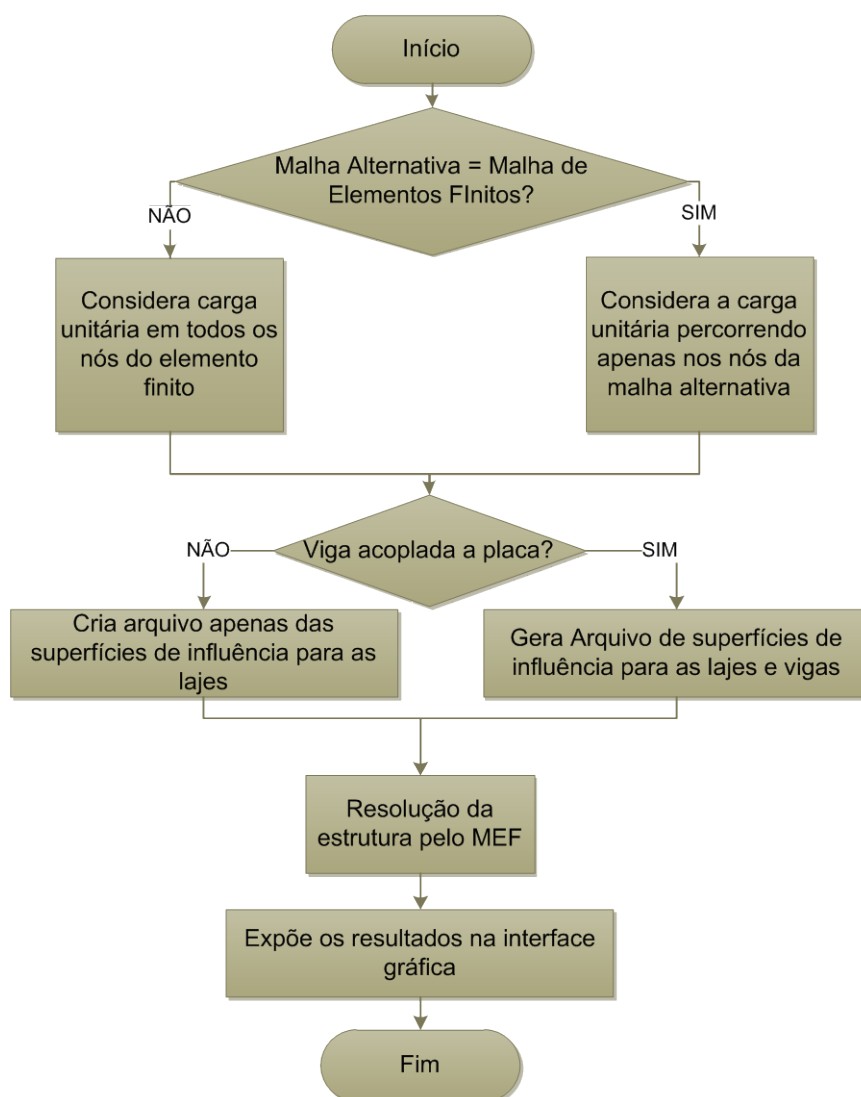 Início
Malha Alternativa = Malha de
Elementos FInitos?
NÃO
SIM
Considera carga
unitária em todos os
nós do elemento
finito
Considera a carga
unitária percorrendo
apenas nos nós da
malha alternativa
Viga acoplada a placa?
NÃO
SIM
Cria arquivo apenas das
superfícies de influência para as
lajes
Gera Arquivo de superfícies de
influência para as lajes e vigas
Resolução da
estrutura pelo MEF
Expõe os resultados na interface
gráfica
Fim